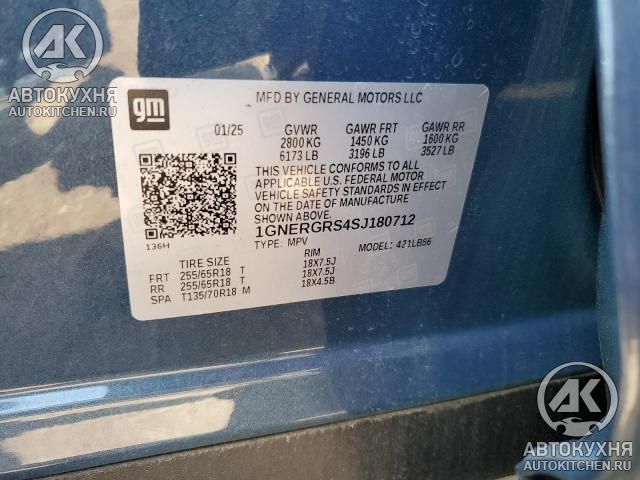 AK
АВТОКУХНЯ
AUTOKITCHEN.RU
gm
MFD BY GENERAL MOTORS LLC
01/25 GVWR GAWR FRT GAWR RR
2800 KG 1450 KG 1600 KG
6173 LB 3196 LB 3527 LB
THIS VEHICLE CONFORMS TO ALL
APPLICABLE U.S. FEDERAL MOTOR
VEHICLE SAFETY STANDARDS IN EFFECT
ON THE DATE OF MANUFACTURE
SHOWN ABOVE.
1GNERGRS4SJ180712
136H
TYPE: MPV MODEL: 421LB56
TIRE SIZE RIM
FRT 255/65R18 T 18X7.5J
RR 255/65R18 T 18X7.5J
SPA T135/70R18 M 18X4.5B
AK
АВТОКУХНЯ
AUTOKITCHEN.RU